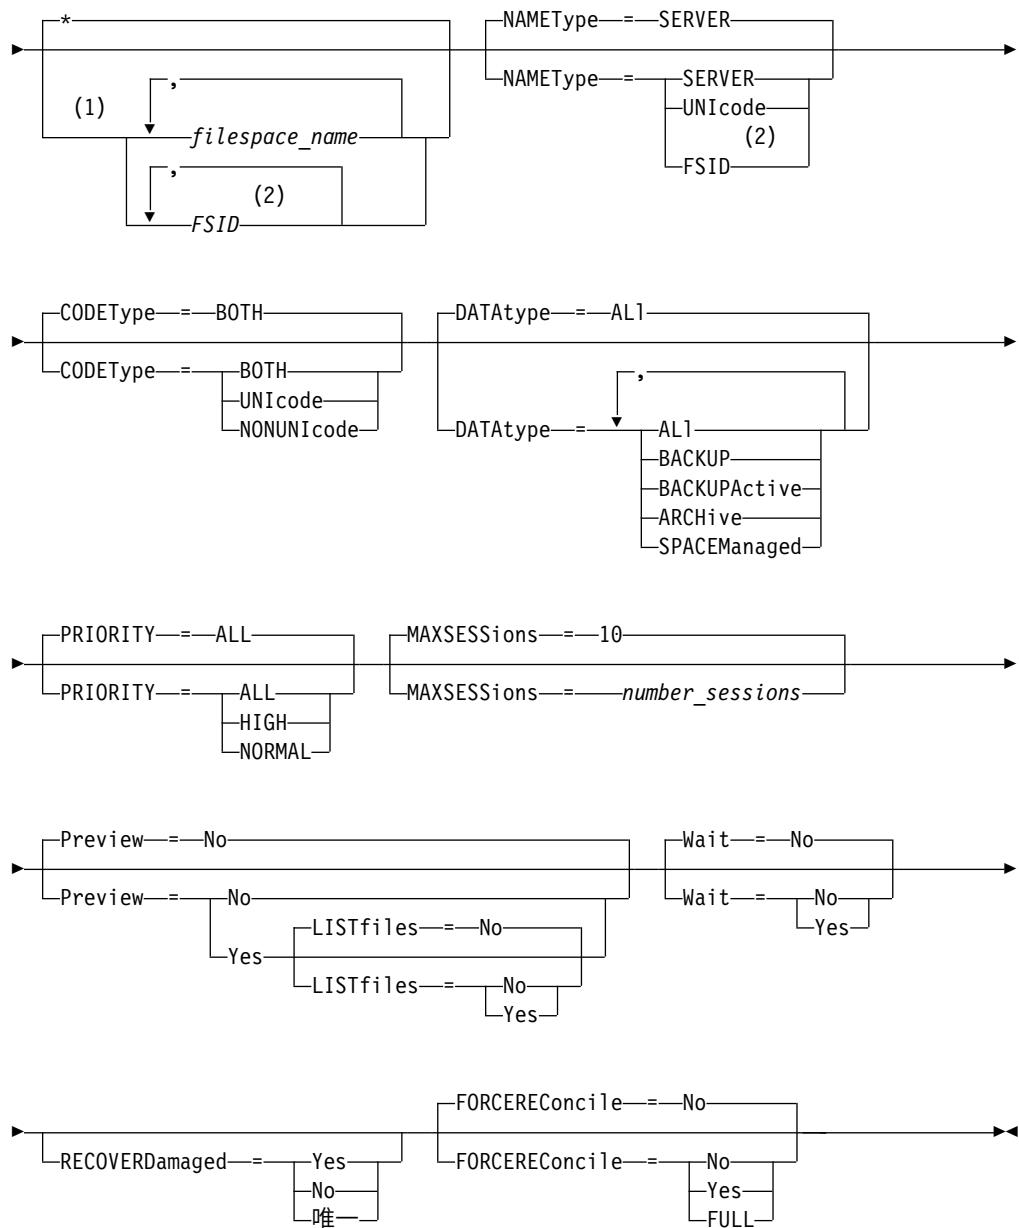 *
NAMEType = SERVER
(1)
,
filespace_name
,
(2)
FSID
NAMEType = SERVER
UNIcode
(2)
FSID
CODEType = BOTH
CODEType = BOTH
UNIcode
NONUNIcode
DATAtype = ALl
,
DATAtype = ALl
BACKUP
BACKUPActive
ARCHive
SPACEManaged
PRIORITY = ALL
PRIORITY = ALL
HIGH
NORMAL
MAXSESSions = 10
MAXSESSions = number_sessions
Preview = No
Preview = No
Yes
LISTfiles = No
LISTfiles = No
Yes
Wait = No
Wait = No
Yes
RECOVERDamaged = Yes
No
唯一
FORCEREConcile = No
FORCEREConcile = No
Yes
FULL